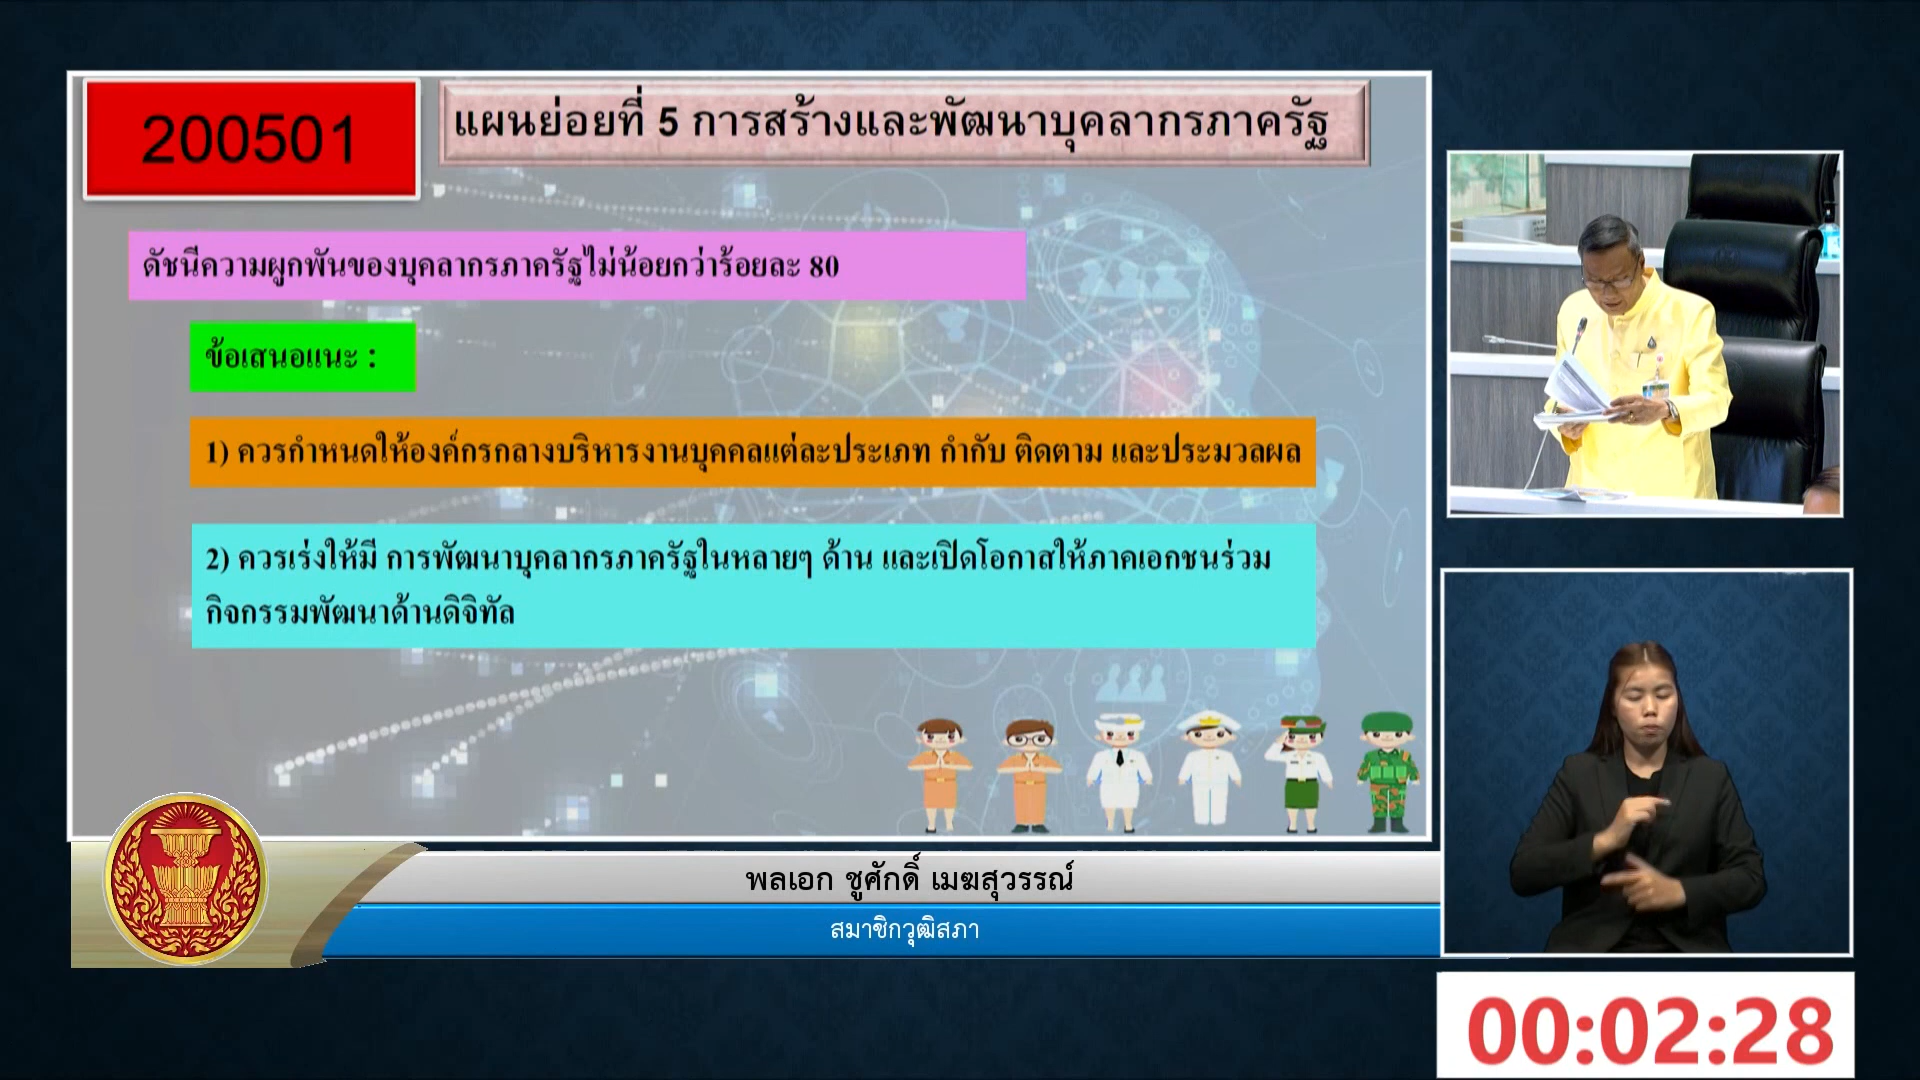 200501
แผนย่อยที่ 5 การสร้างและพัฒนาบุคลากรภาครัฐ
ดัชนีความผูกพันของบุคลากรภาครัฐไม่น้อยกว่าร้อยละ 80
ข้อเสนอแนะ :
1) ควรกำหนดให้องค์กรกลางบริหารงานบุคคลแต่ละประเภท กำกับ ติดตาม และประมวลผล
2) ควรเร่งให้มี การพัฒนาบุคลากรภาครัฐในหลายๆ ด้าน และเปิดโอกาสให้ภาคเอกชนร่วม
กิจกรรมพัฒนาด้านดิจิทัล
พลเอก ชูศักดิ์ เมฆสุวรรณ์
สมาชิกวุฒิสภา
00:02:28